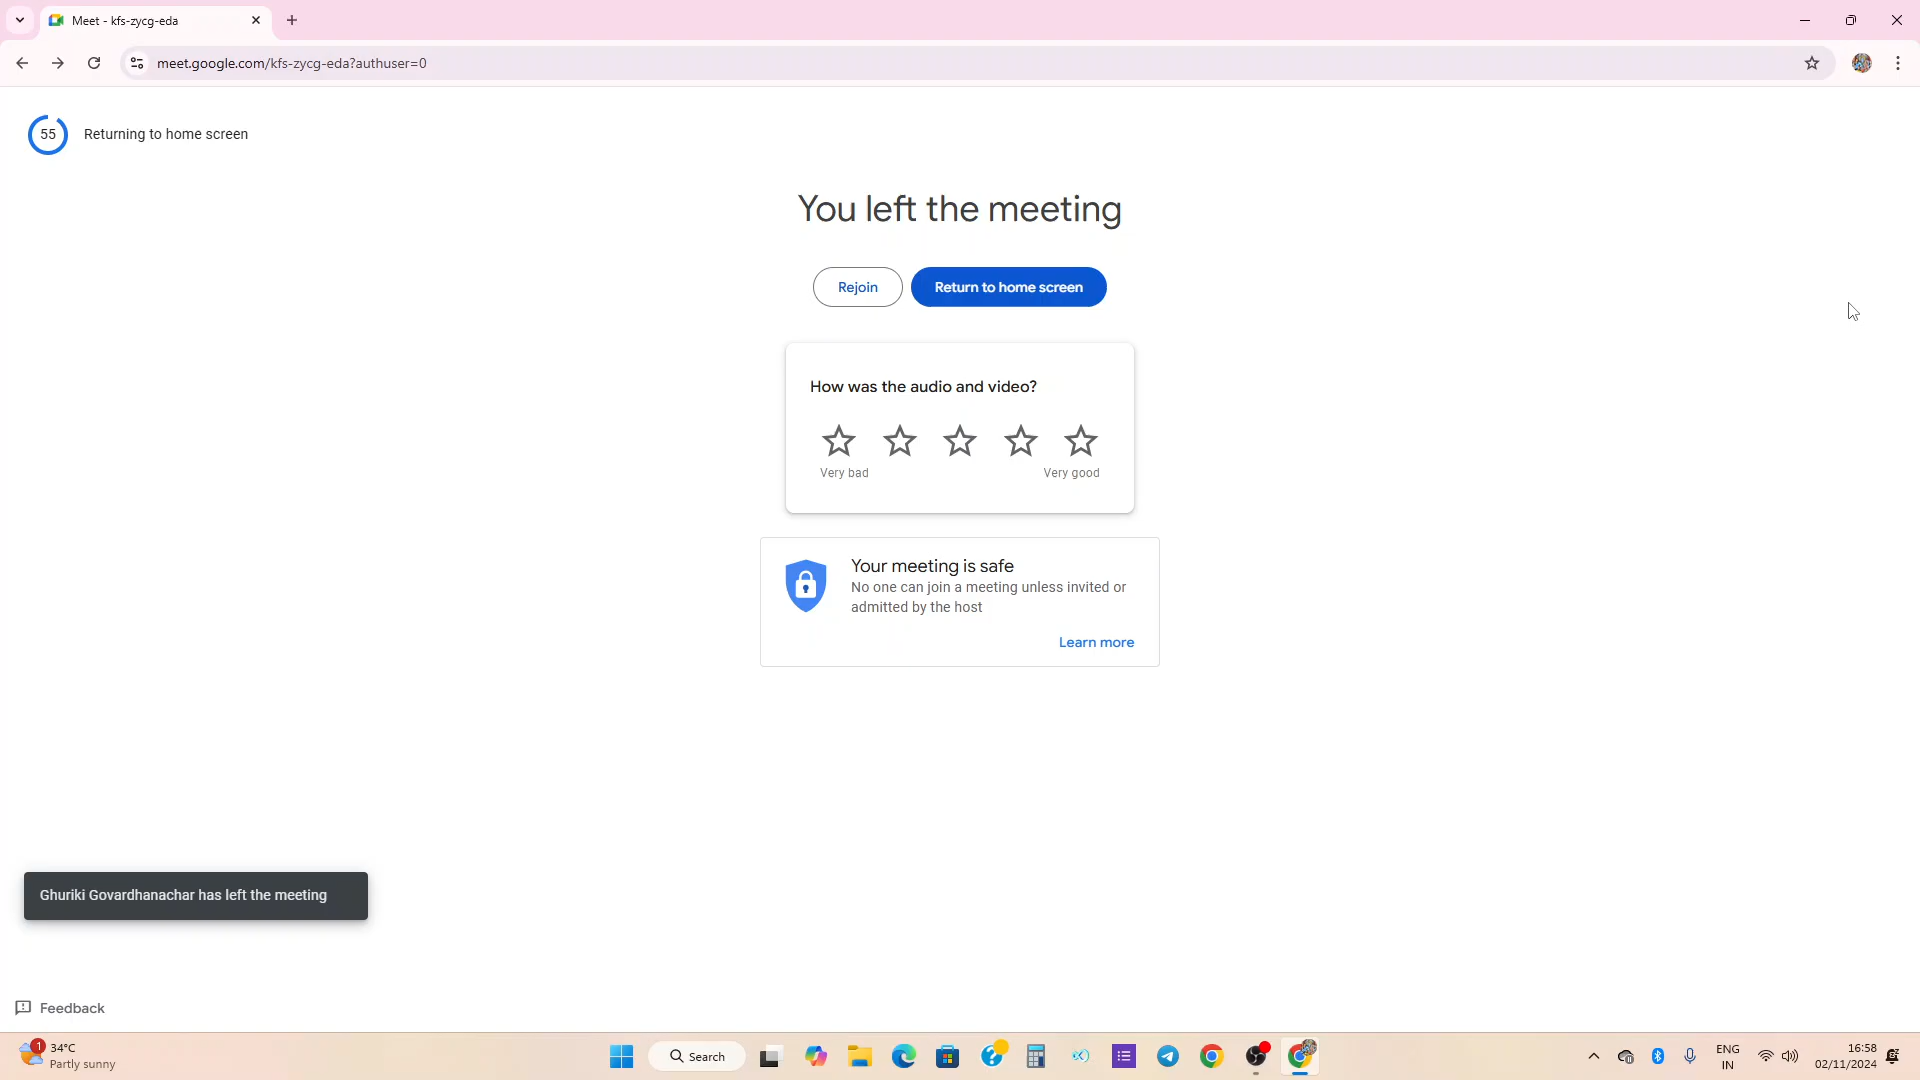 Meet - kfs-zycg-eda
meet.google.com/kfs-zycg-eda?authuser=0
55
Returning to home screen
You left the meeting
Rejoin
Return to home screen
How was the audio and video?
Very bad
Very good
Your meeting is safe
No one can join a meeting unless invited or
admitted by the host
Learn more
Ghuriki Govardhanachar has left the meeting
Feedback
1
34°C
Partly sunny
Search
ENG
IN
16:58
02/11/2024